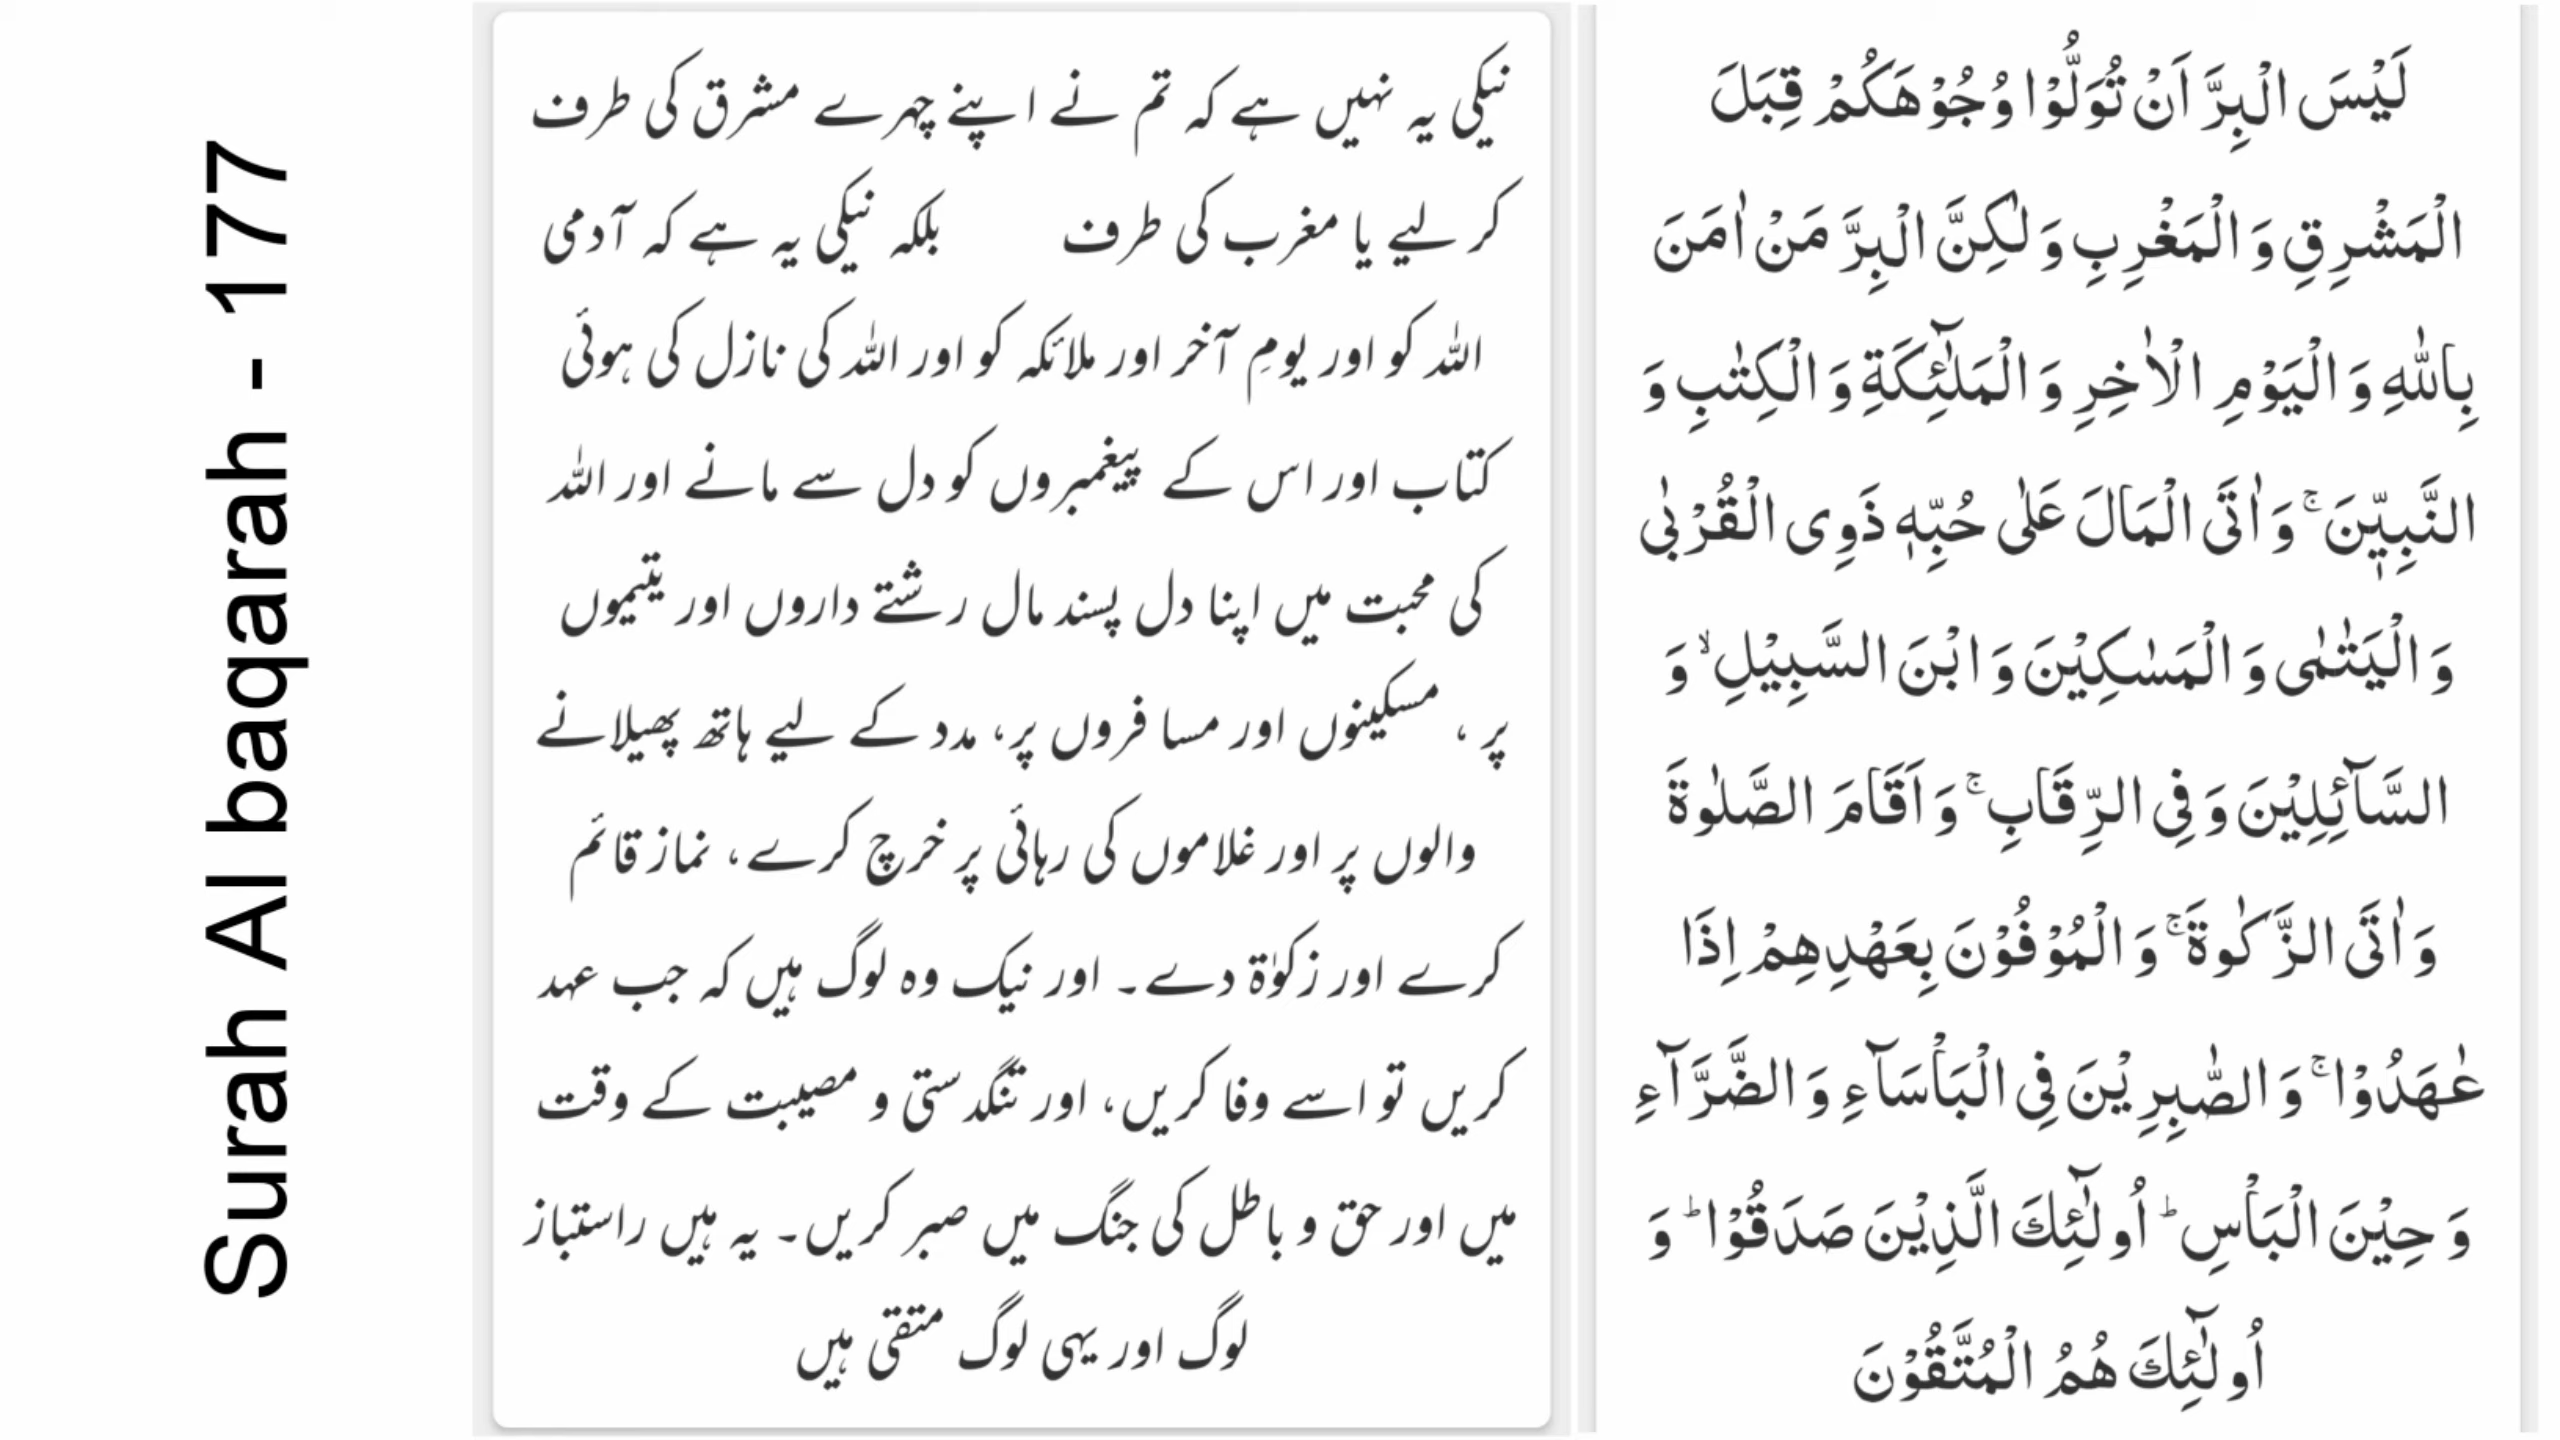 Surah Al baqarah - 177
لَيْسَ الْبِرَّ اَنْ تُوَلُّوْا وُجُوْهَكُمْ قِبَلَ
الْمَشْرِقِ وَ الْمَغْرِبِ وَ لٰكِنَّ الْبِرَّ مَنْ اٰمَنَ
بِاللّٰهِ وَ الْيَوْمِ الْاٰخِرِ وَ الْمَلٰٓئِكَةِ وَ الْكِتٰبِ وَ
النَّبِيّٖنَ ۚ وَ اٰتَى الْمَالَ عَلٰى حُبِّهٖ ذَوِى الْقُرْبٰى
وَ الْيَتٰمٰى وَ الْمَسٰكِيْنَ وَ ابْنَ السَّبِيْلِ ۙ وَ
السَّآئِلِيْنَ وَ فِى الرِّقَابِ ۚ وَ اَقَامَ الصَّلٰوةَ
وَ اٰتَى الزَّكٰوةَ ۚ وَ الْمُوْفُوْنَ بِعَهْدِهِمْ اِذَا
عٰهَدُوْا ۚ وَ الصّٰبِرِيْنَ فِى الْبَاْسَآءِ وَ الضَّرَّآءِ
وَ حِيْنَ الْبَاْسِ ؕ اُولٰٓئِكَ الَّذِيْنَ صَدَقُوْا ؕ وَ
اُولٰٓئِكَ هُمُ الْمُتَّقُوْنَ
نیکی یہ نہیں ہے کہ تم نے اپنے چہرے مشرق کی طرف
کر لیے یا مغرب کی طرف بلکہ نیکی یہ ہے کہ آدمی
اللہ کو اور یومِ آخر اور ملائکہ کو اور اللہ کی نازل کی ہوئی
کتاب اور اس کے پیغمبروں کو دل سے مانے اور اللہ
کی محبت میں اپنا دل پسند مال رشتے داروں اور یتیموں
پر ، مسکینوں اور مسا فروں پر، مدد کے لیے ہاتھ پھیلانے
والوں پر اور غلاموں کی رہائی پر خرچ کرے، نماز قائم
کرے اور زکوٰۃ دے۔ اور نیک وہ لوگ ہیں کہ جب عہد
کریں تو اسے وفا کریں، اور تنگدستی و مصیبت کے وقت
میں اور حق و باطل کی جنگ میں صبر کریں۔ یہ ہیں راستباز
لوگ اور یہی لوگ متقی ہیں